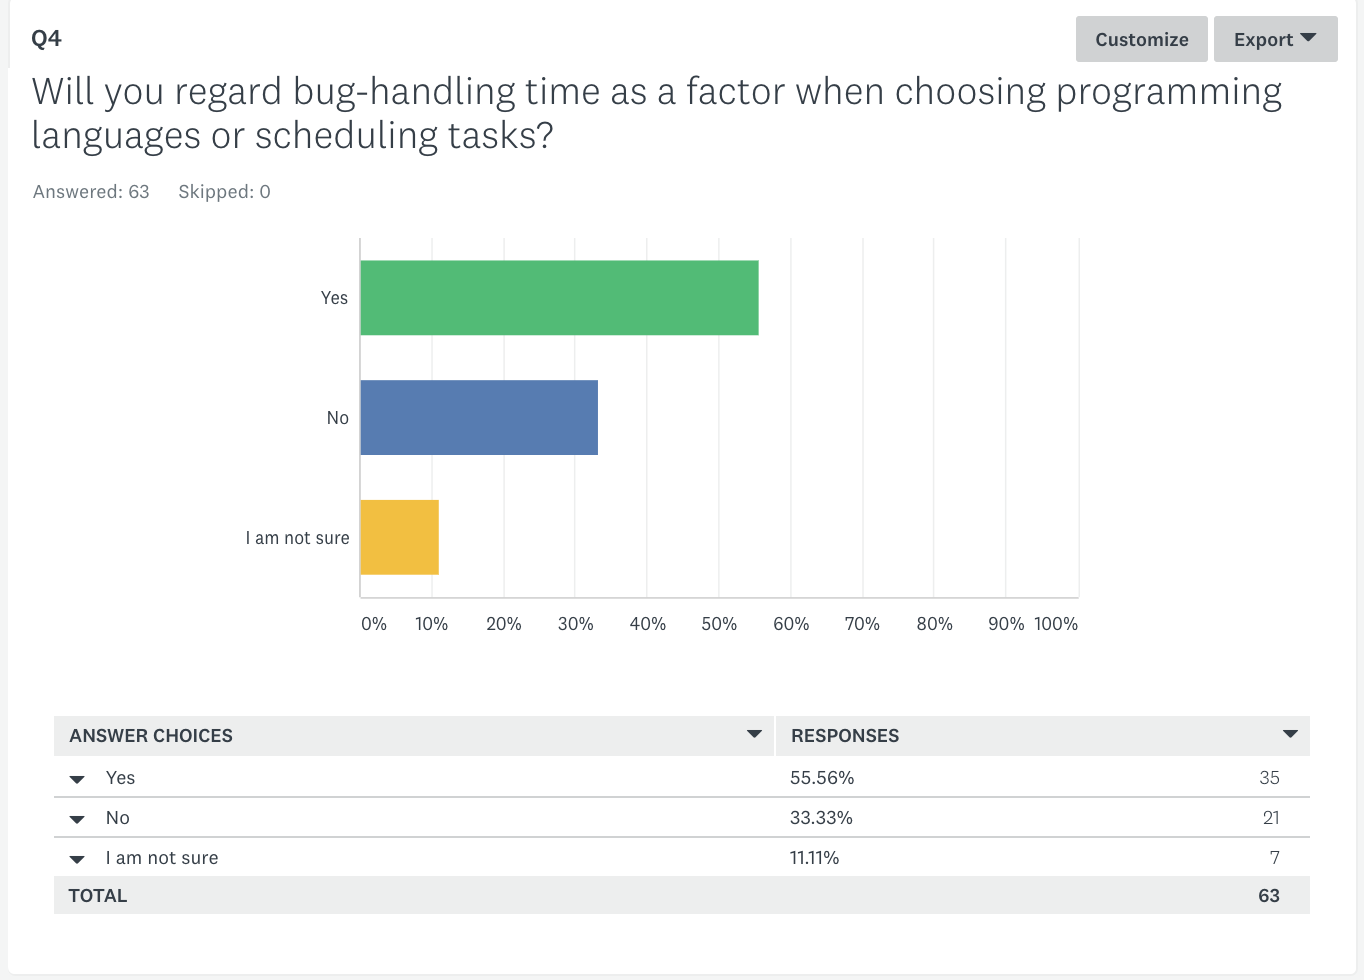 Q4
Customize
Export
Will you regard bug-handling time as a factor when choosing programming
languages or scheduling tasks?
Answered: 63 Skipped: 0
Yes
No
I am not sure
0% 10% 20% 30% 40% 50% 60% 70% 80% 90% 100%
ANSWER CHOICES RESPONSES
Yes 55.56% 35
No 33.33% 21
I am not sure 11.11% 7
TOTAL 63